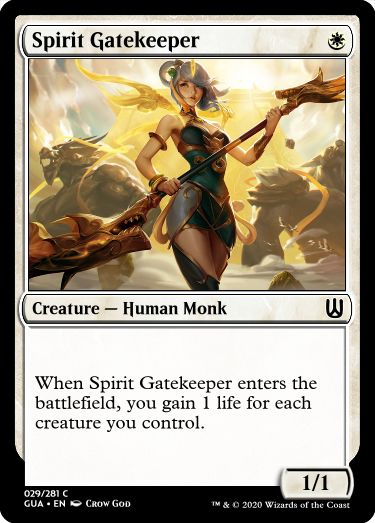 Spirit Gatekeeper
Creature — Human Monk
When Spirit Gatekeeper enters the
battlefield, you gain 1 life for each
creature you control.
1/1
029/281 C
GUA • EN Crow God
™ & © 2020 Wizards of the Coast